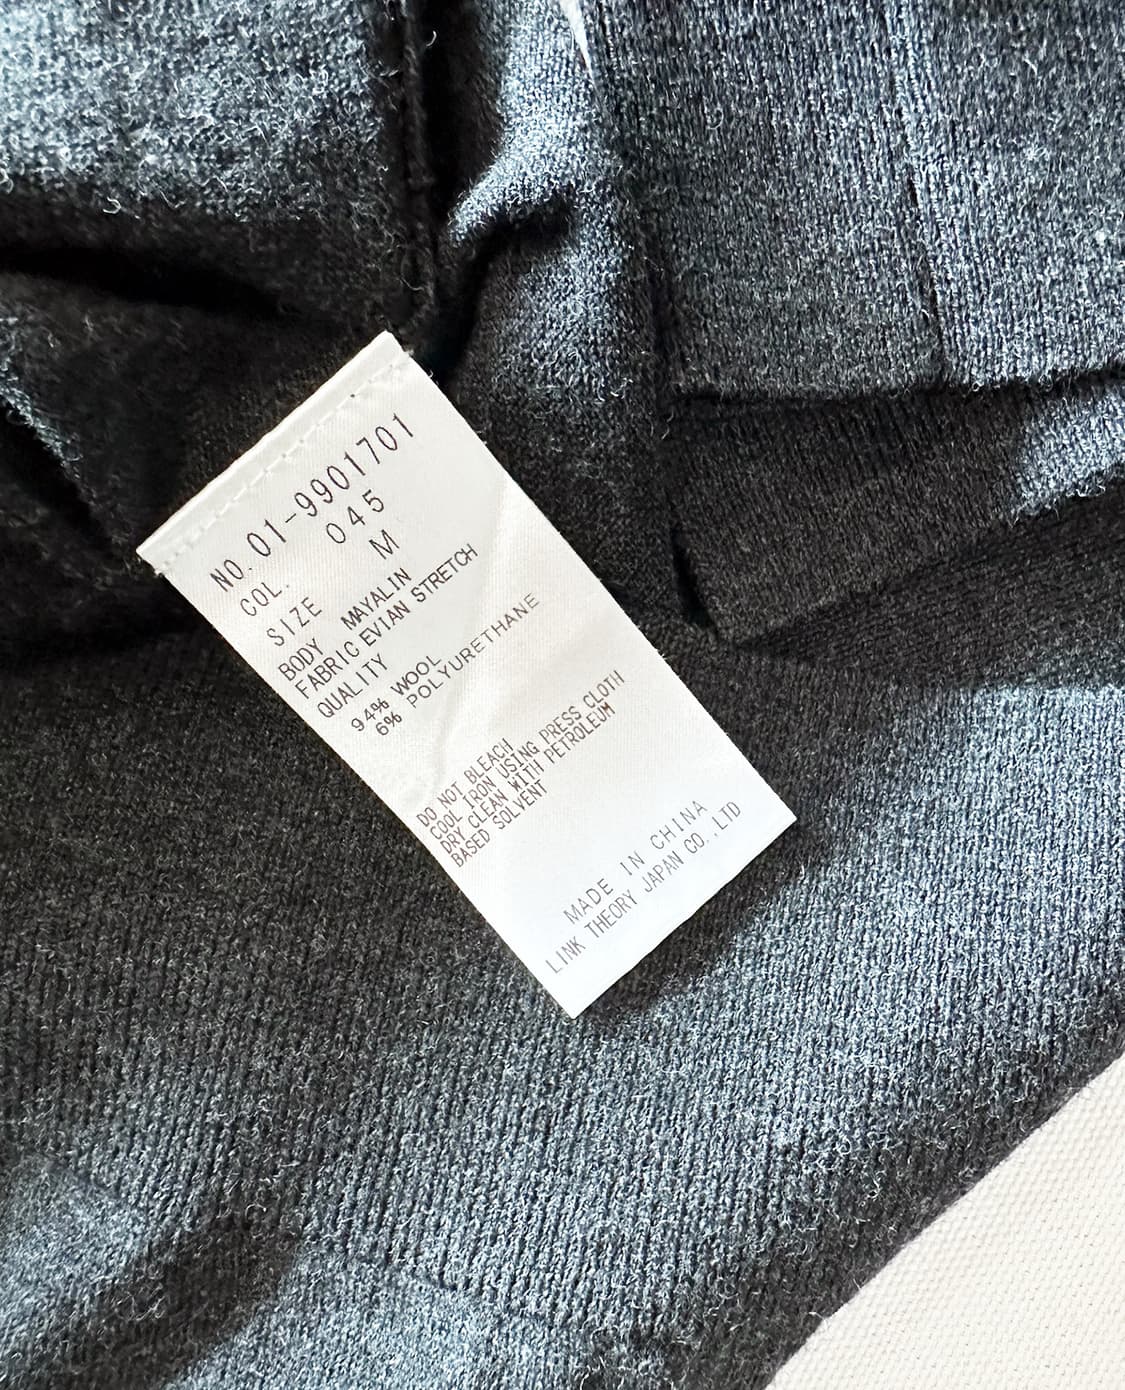 NO. 01-9901701
COL. 045
SIZE M
BODY MAYALIN
FABRIC EVIAN STRETCH
QUALITY
94% WOOL
6% POLYURETHANE
DO NOT BLEACH
COOL IRON USING PRESS CLOTH
DRY CLEAN WITH PETROLEUM
BASED SOLVENT
MADE IN CHINA
LINK THEORY JAPAN CO.,LTD